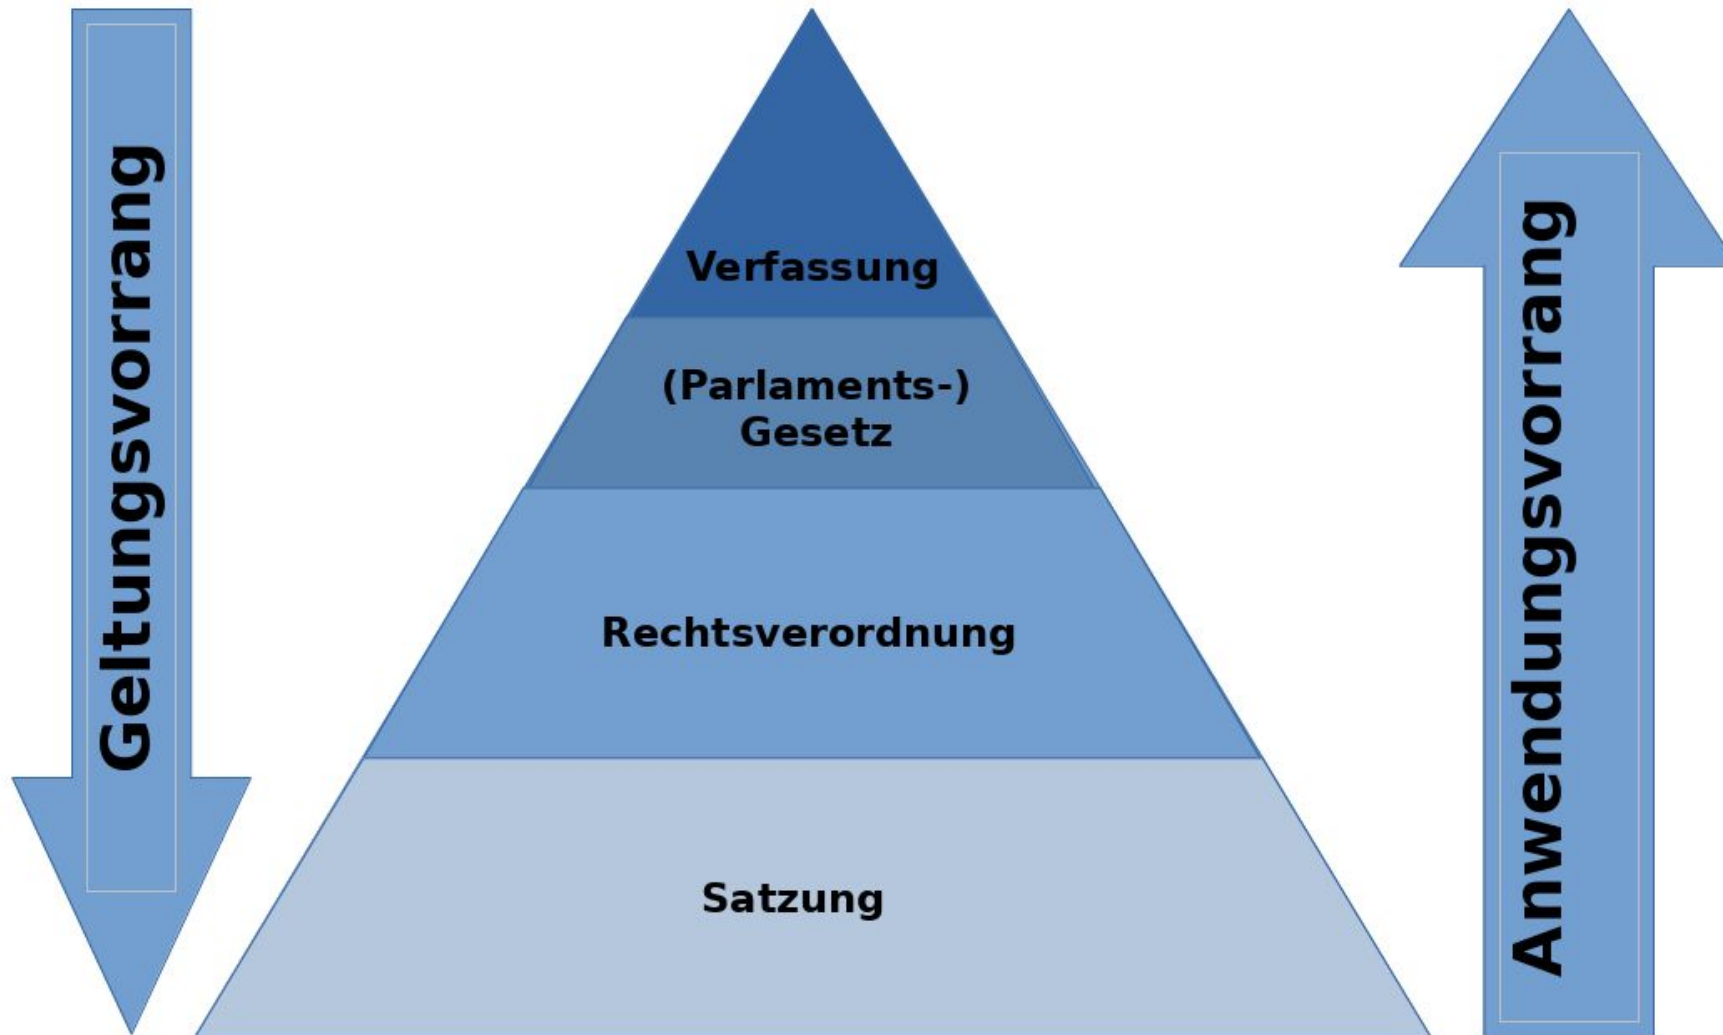 Geltungsvorrang
Verfassung
(Parlaments-)
Gesetz
Rechtsverordnung
Satzung
Anwendungsvorrang